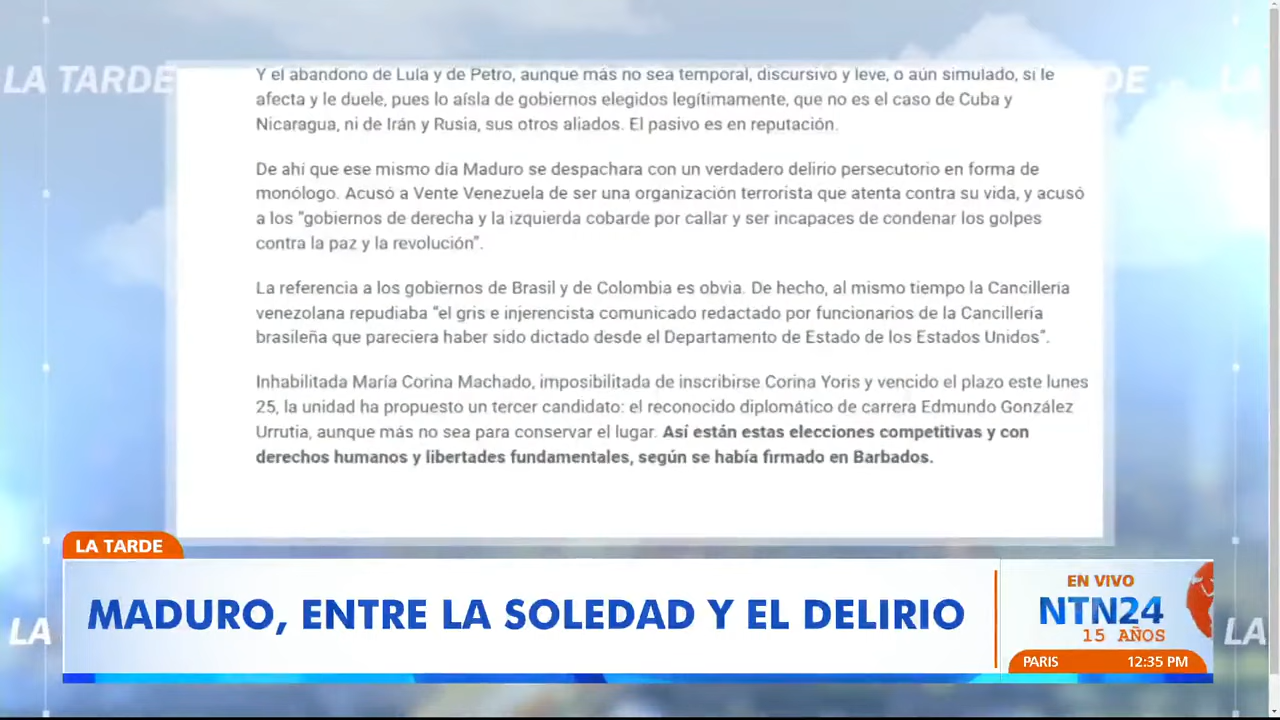 LA TARDE
DE
LA
Y el abandono de Lula y de Petro, aunque más no sea temporal, discursivo y leve, o aún simulado, si le
afecta y le duele, pues lo aísla de gobiernos elegidos legítimamente, que no es el caso de Cuba y
Nicaragua, ni de Irán y Rusia, sus otros aliados. El pasivo es en reputación.
De ahí que ese mismo día Maduro se despachara con un verdadero delirio persecutorio en forma de
monólogo. Acusó a Vente Venezuela de ser una organización terrorista que atenta contra su vida, y acusó
a los "gobiernos de derecha y la izquierda cobarde por callar y ser incapaces de condenar los golpes
contra la paz y la revolución".
La referencia a los gobiernos de Brasil y de Colombia es obvia. De hecho, al mismo tiempo la Cancillería
venezolana repudiaba "el gris e injerencista comunicado redactado por funcionarios de la Cancillería
brasileña que pareciera haber sido dictado desde el Departamento de Estado de los Estados Unidos".
Inhabilitada María Corina Machado, imposibilitada de inscribirse Corina Yoris y vencido el plazo este lunes
25, la unidad ha propuesto un tercer candidato: el reconocido diplomático de carrera Edmundo González
Urrutia, aunque más no sea para conservar el lugar. Así están estas elecciones competitivas y con
derechos humanos y libertades fundamentales, según se había firmado en Barbados.
LA TARDE
MADURO, ENTRE LA SOLEDAD Y EL DELIRIO
EN VIVO
NTN24
15 AÑOS
PARIS 12:35 PM
LA
LA